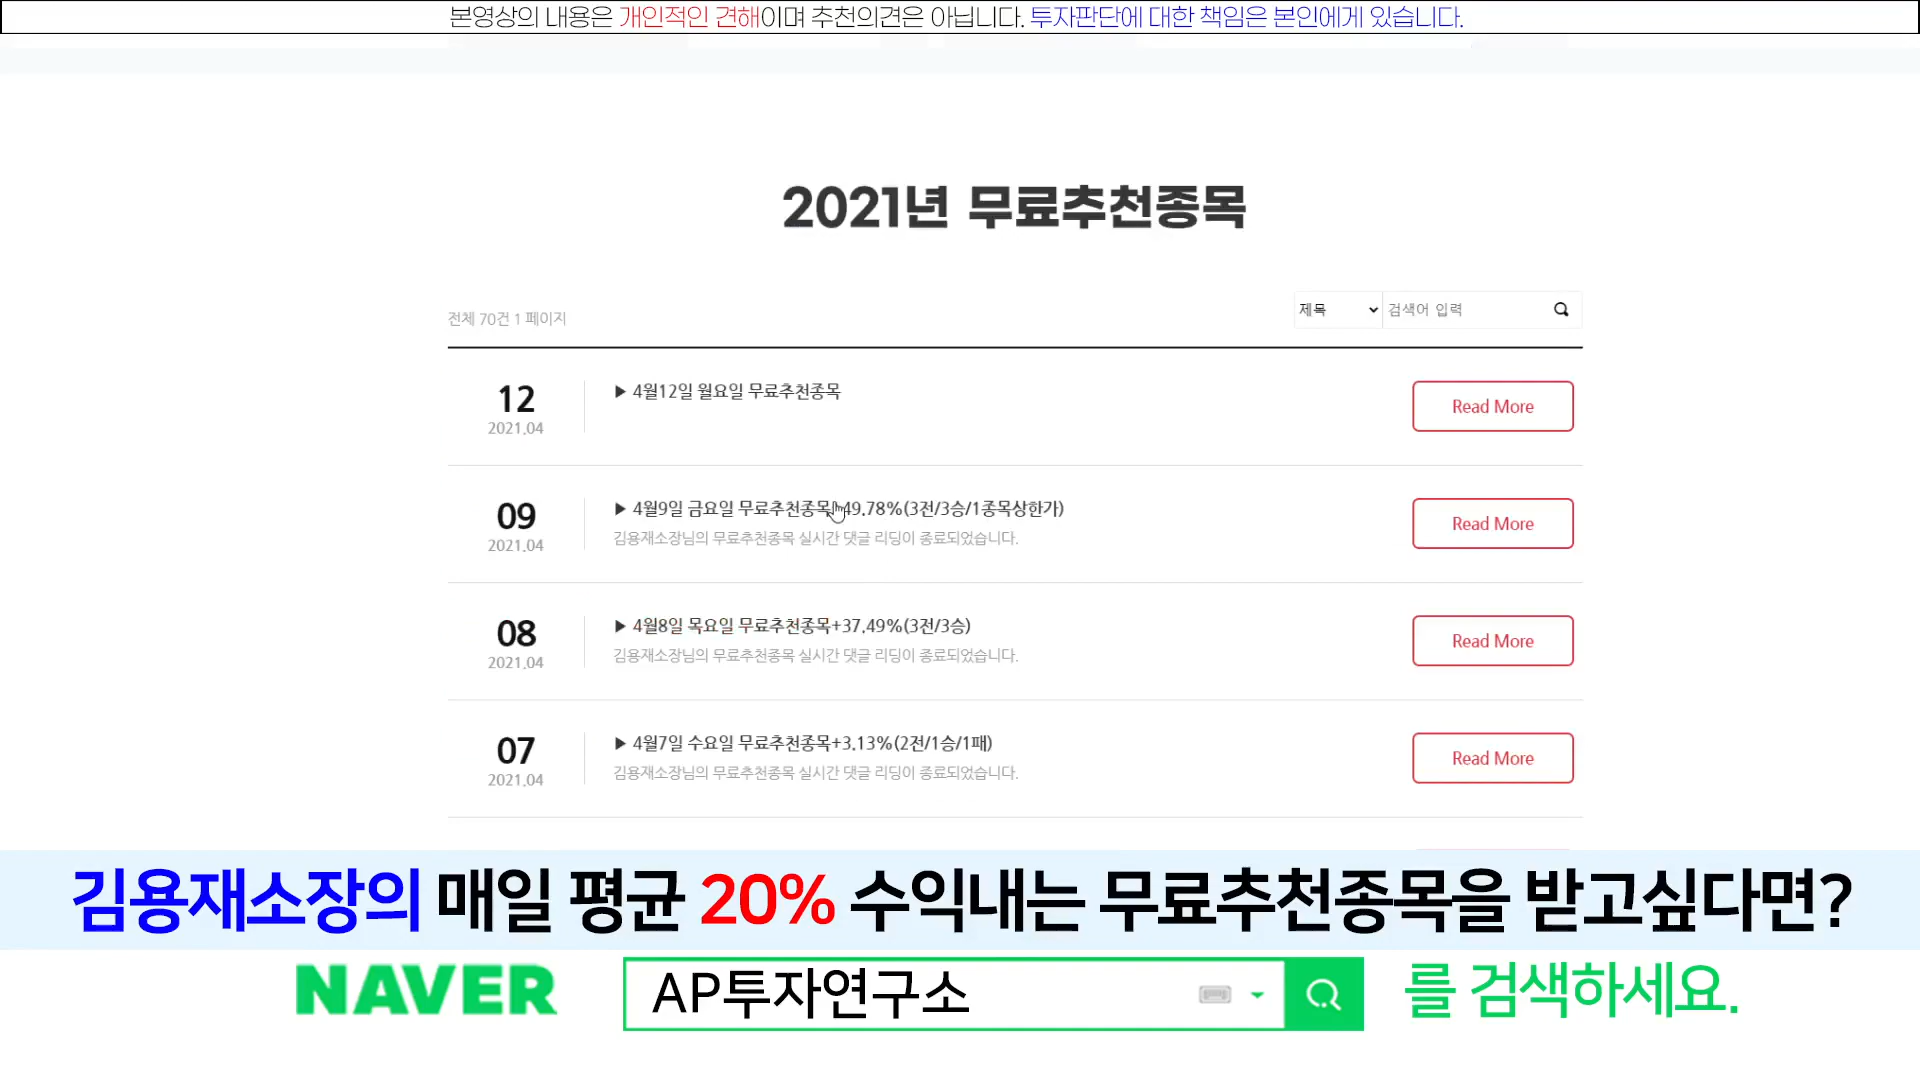 본영상의 내용은 개인적인 견해이며 추천의견은 아닙니다. 투자판단에 대한 책임은 본인에게 있습니다.
2021년 무료추천종목
전체 70건 1 페이지
제목 검색어 입력
12
2021.04
▶ 4월12일 월요일 무료추천종목
Read More
09
2021.04
▶ 4월9일 금요일 무료추천종목+49.78%(3전/3승/1종목상한가)
김용재소장님의 무료추천종목 실시간 댓글 리딩이 종료되었습니다.
Read More
08
2021.04
▶ 4월8일 목요일 무료추천종목+37.49%(3전/3승)
김용재소장님의 무료추천종목 실시간 댓글 리딩이 종료되었습니다.
Read More
07
2021.04
▶ 4월7일 수요일 무료추천종목+3.13%(2전/1승/1패)
김용재소장님의 무료추천종목 실시간 댓글 리딩이 종료되었습니다.
Read More
김용재소장의 매일 평균 20% 수익내는 무료추천종목을 받고싶다면?
NAVER AP투자연구소 를 검색하세요.